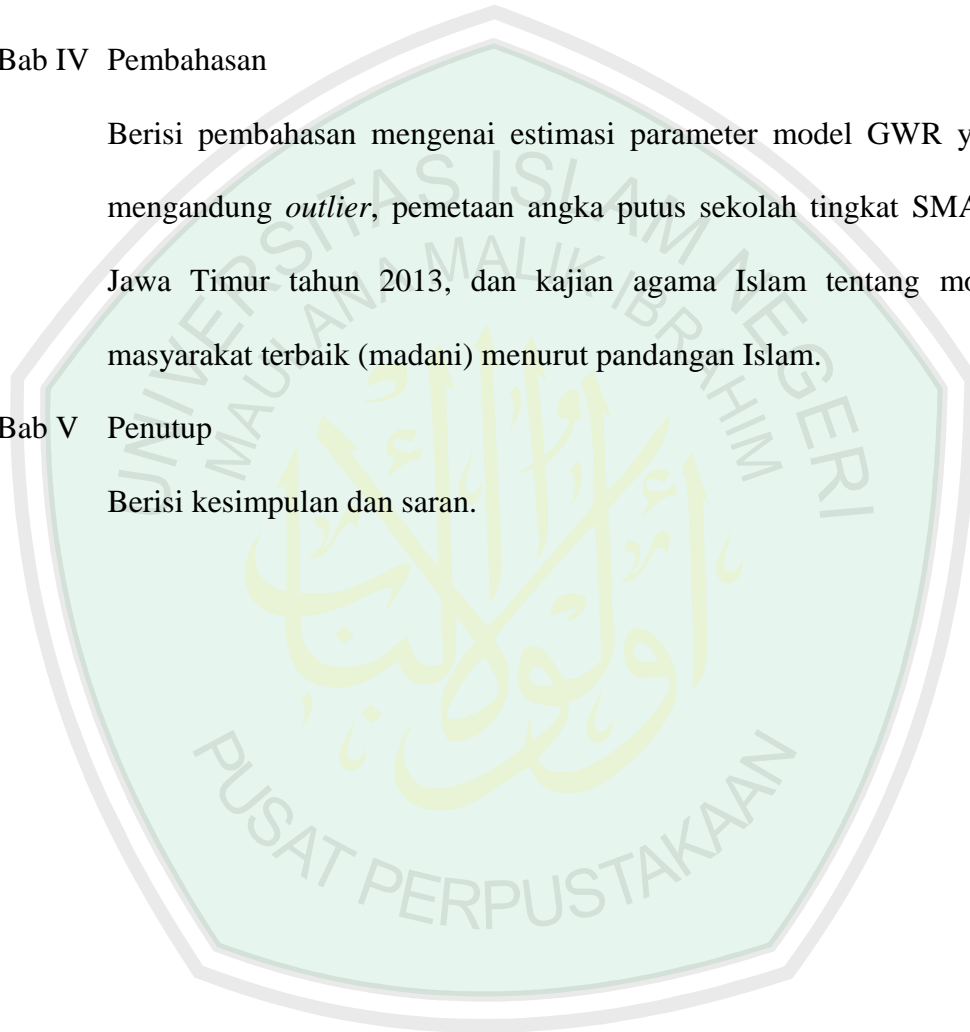 Bab IV Pembahasan
Berisi pembahasan mengenai estimasi parameter model GWR y
mengandung outlier, pemetaan angka putus sekolah tingkat SMA
Jawa Timur tahun 2013, dan kajian agama Islam tentang mo
masyarakat terbaik (madani) menurut pandangan Islam.
Bab V Penutup
Berisi kesimpulan dan saran.
UNIVERSITAS ISLAM NEGERI
MAULANA MALIK IBRAHIM
أولو الألباب
PUSAT PERPUSTAKAAN